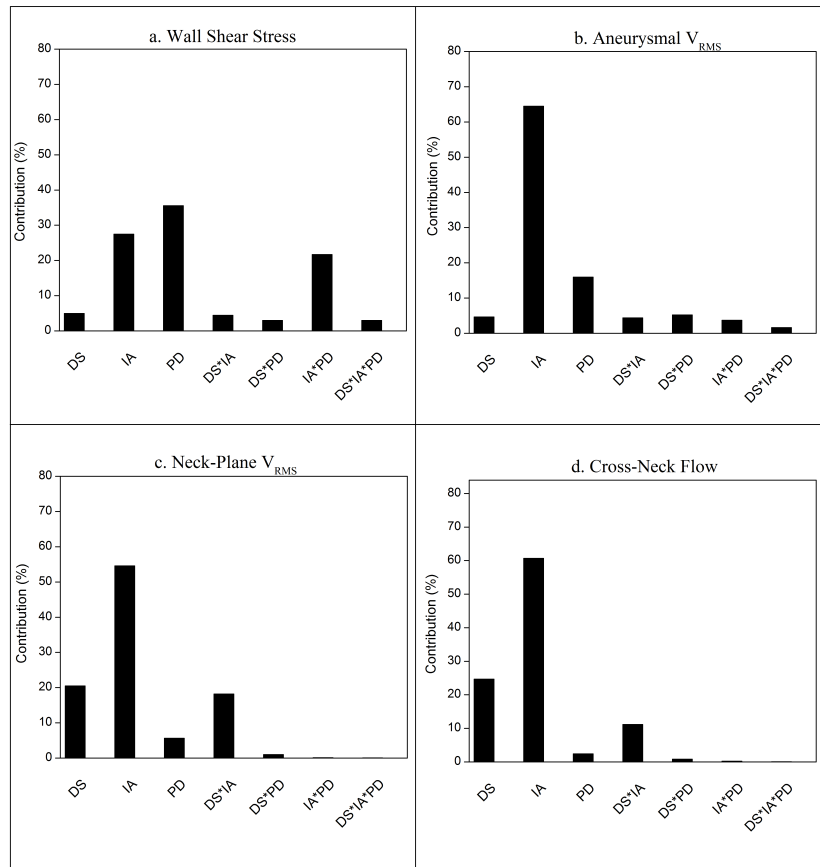 a. Wall Shear Stress
Contribution (%)
80
70
60
50
40
30
20
10
0
DS
IA
PD
DS*IA
DS*PD
IA*PD
DS*IA*PD
b. Aneurysmal V_RMS
Contribution (%)
80
70
60
50
40
30
20
10
0
DS
IA
PD
DS*IA
DS*PD
IA*PD
DS*IA*PD
c. Neck-Plane V_RMS
Contribution (%)
80
70
60
50
40
30
20
10
0
DS
IA
PD
DS*IA
DS*PD
IA*PD
DS*IA*PD
d. Cross-Neck Flow
Contribution (%)
80
70
60
50
40
30
20
10
0
DS
IA
PD
DS*IA
DS*PD
IA*PD
DS*IA*PD